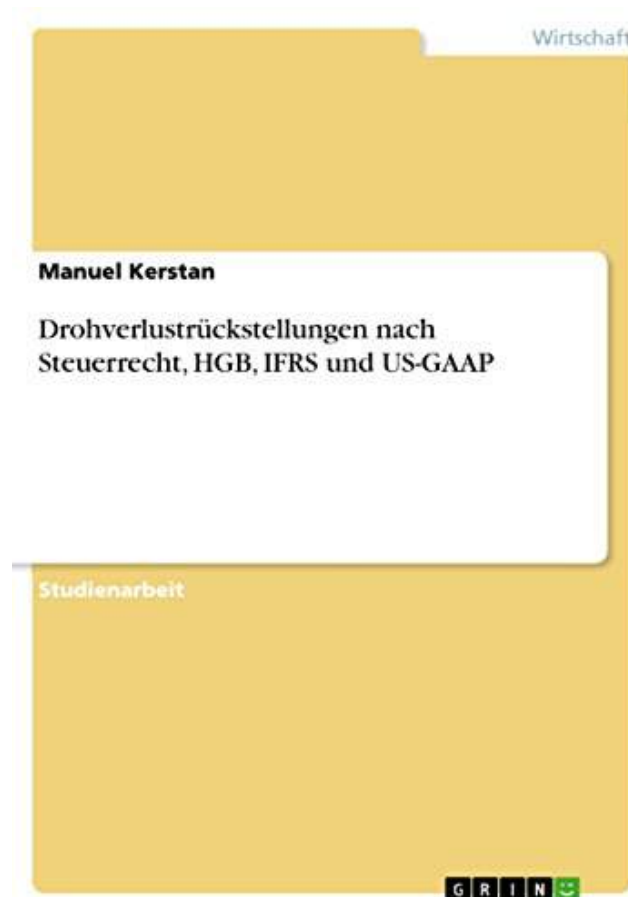 Wirtschaft
Manuel Kerstan
Drohverlustrückstellungen nach
Steuerrecht, HGB, IFRS und US-GAAP
Studienarbeit
GRIN